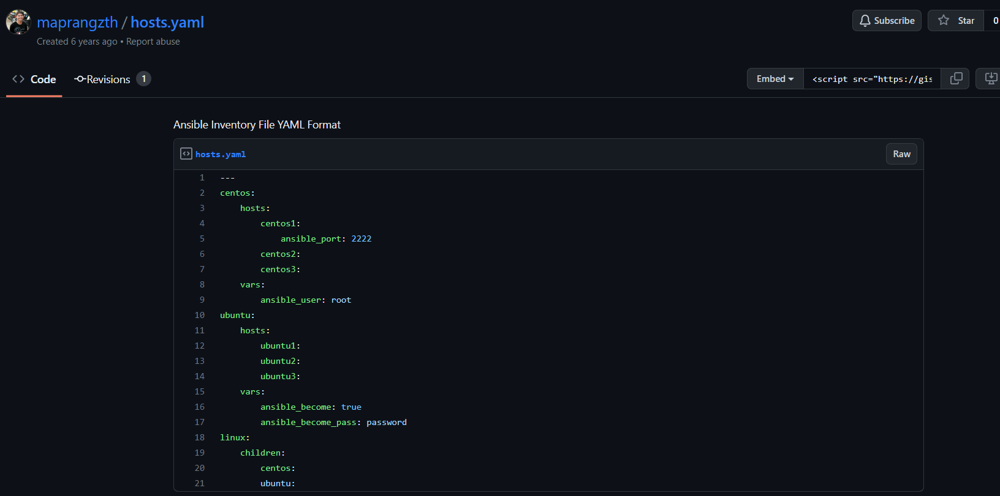 maprangzth / hosts.yaml
Subscribe
Star
0
Created 6 years ago • Report abuse
Code
Revisions 1
Embed
<script src="https://gis
Ansible Inventory File YAML Format
hosts.yaml
Raw
1 ---
2 centos:
3     hosts:
4         centos1:
5             ansible_port: 2222
6         centos2:
7         centos3:
8     vars:
9         ansible_user: root
10 ubuntu:
11     hosts:
12         ubuntu1:
13         ubuntu2:
14         ubuntu3:
15     vars:
16         ansible_become: true
17         ansible_become_pass: password
18 linux:
19     children:
20         centos:
21         ubuntu: